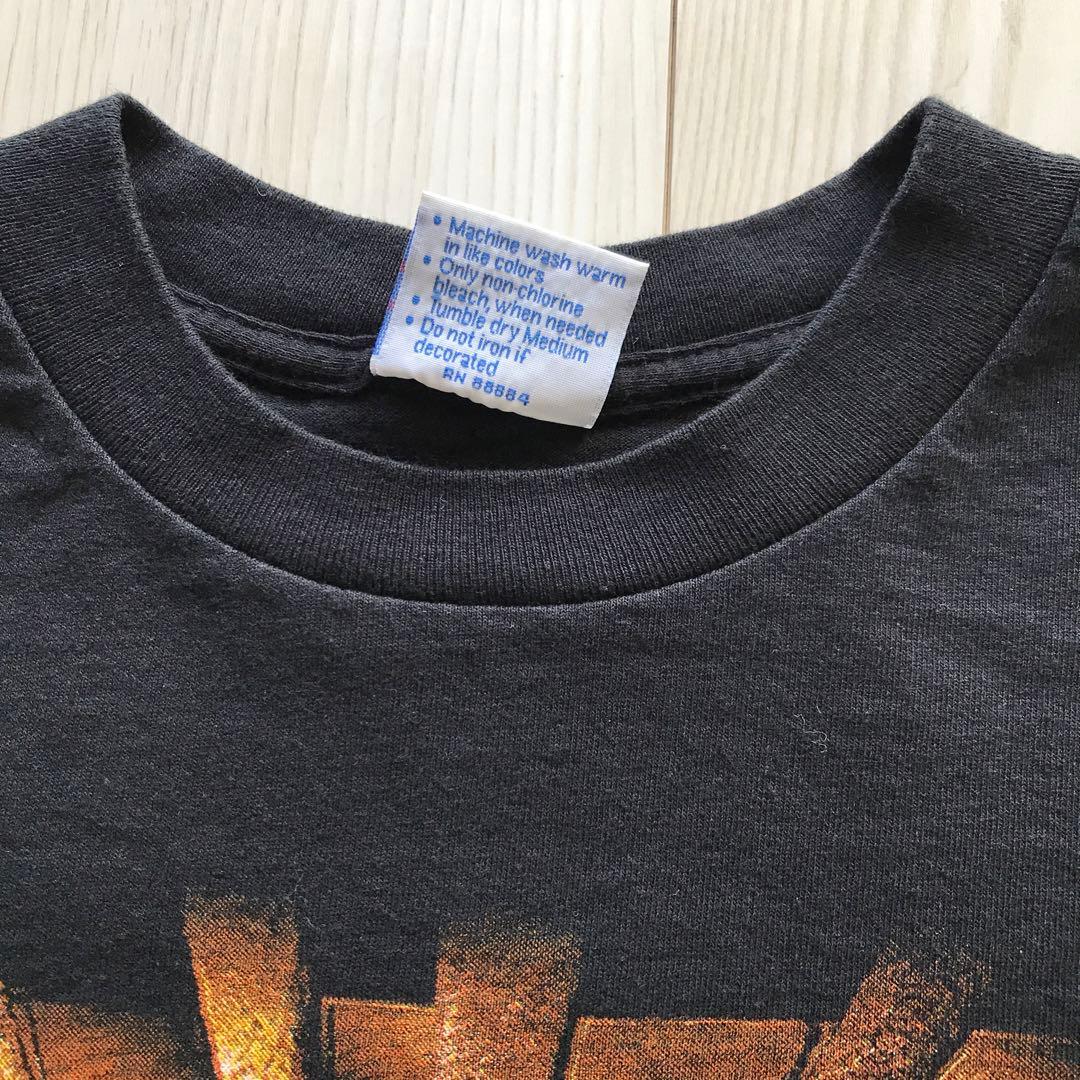 • Machine wash warm
in like colors
• Only non-chlorine
bleach, when needed
• Tumble dry Medium
• Do not iron if
decorated
RN 88884